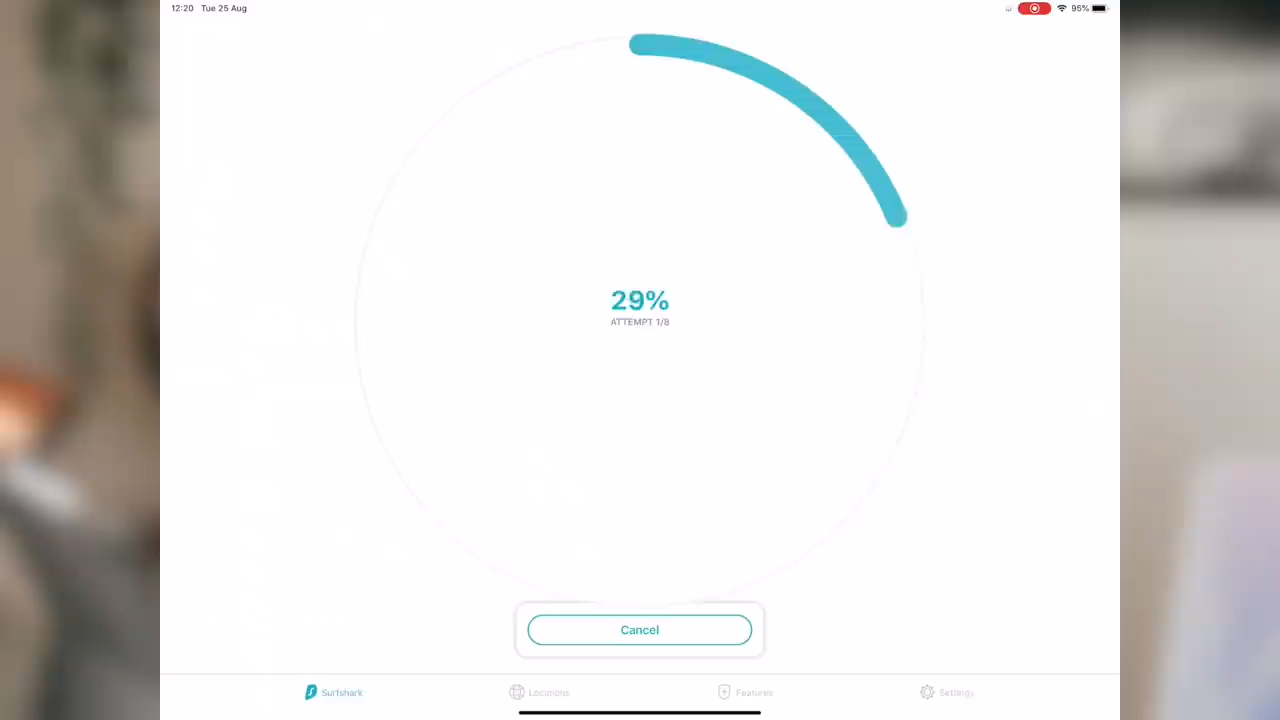 12:20 Tue 25 Aug
95%
29%
ATTEMPT 1/8
Cancel
Surfshark
Locations
Features
Settings